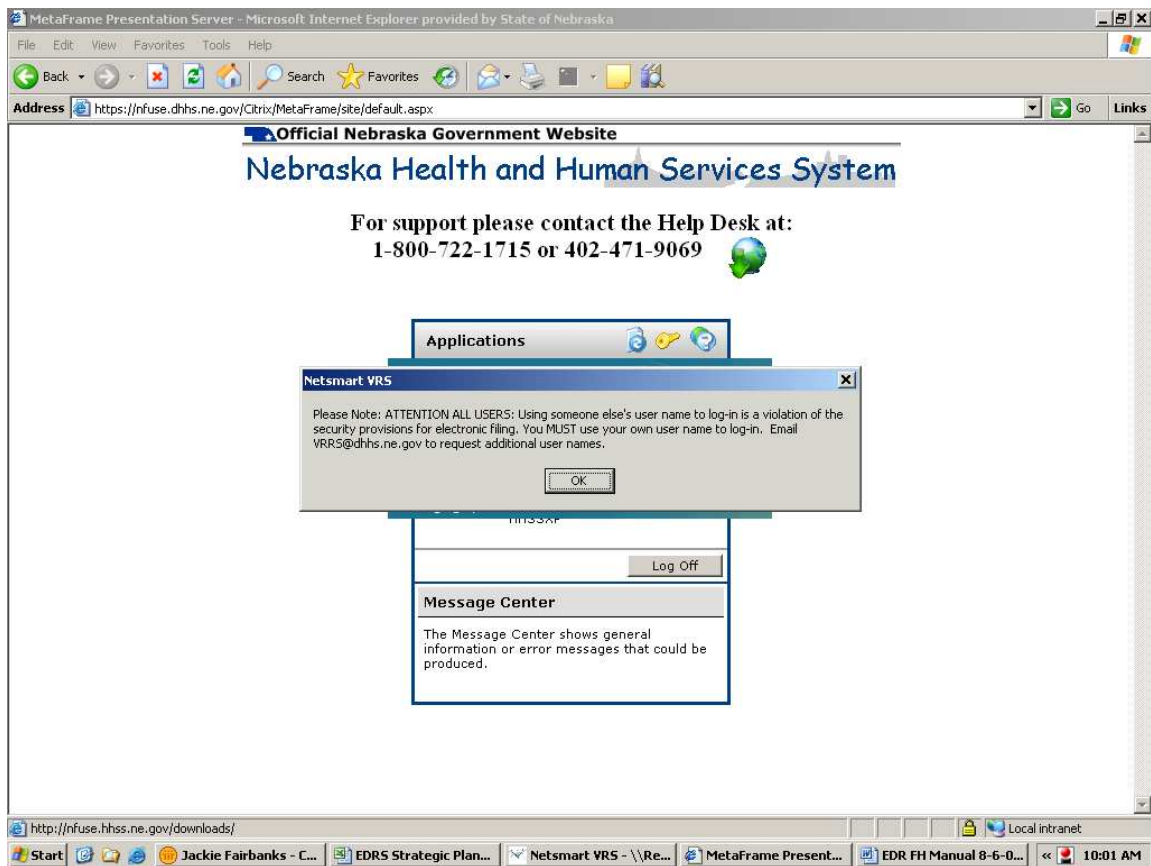 MetaFrame Presentation Server - Microsoft Internet Explorer provided by State of Nebraska
File Edit View Favorites Tools Help
Back Search Favorites
Address https://nfuse.dhhs.ne.gov/Citrix/MetaFrame/site/default.aspx Go Links
Official Nebraska Government Website
Nebraska Health and Human Services System
For support please contact the Help Desk at:
1-800-722-1715 or 402-471-9069
Applications
Netsmart VRS
Please Note: ATTENTION ALL USERS: Using someone else's user name to log-in is a violation of the
security provisions for electronic filing. You MUST use your own user name to log-in. Email
VRRS@dhhs.ne.gov to request additional user names.
OK
Log Off
Message Center
The Message Center shows general
information or error messages that could be
produced.
http://nfuse.hhss.ne.gov/downloads/ Local intranet
Start Jackie Fairbanks - C... EDRS Strategic Plan... Netsmart VRS - \\Re... MetaFrame Present... EDR FH Manual 8-6-0... « 10:01 AM